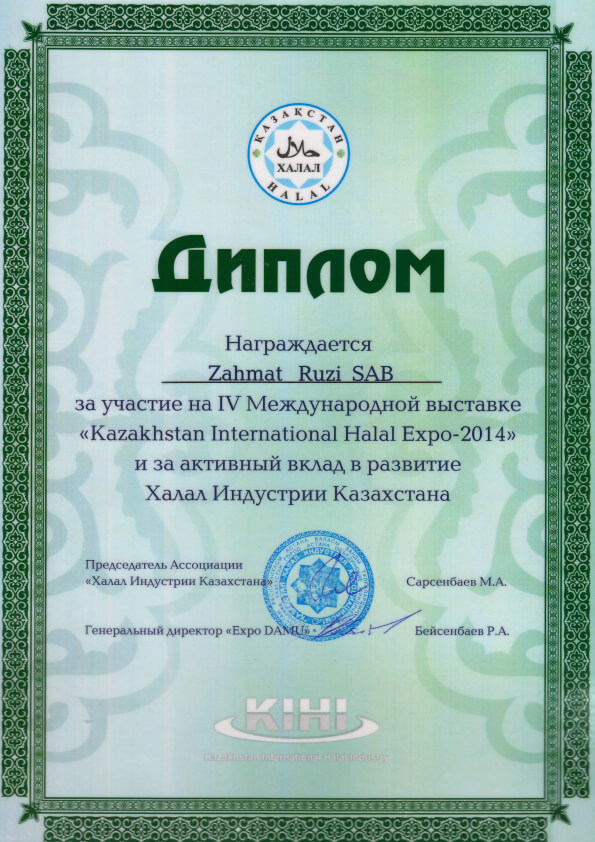 КАЗАКСТАН
حلال
ХАЛАЛ
HALAL
Диплом
Награждается
Zahmat Ruzi SAB
за участие на IV Международной выставке
«Kazakhstan International Halal Expo-2014»
и за активный вклад в развитие
Халал Индустрии Казахстана
Председатель Ассоциации
«Халал Индустрии Казахстана»
Сарсенбаев М.А.
Генеральный директор «Expo DAMU»
Бейсенбаев Р.А.
KIHI
Kazakhstan International Halal Industry